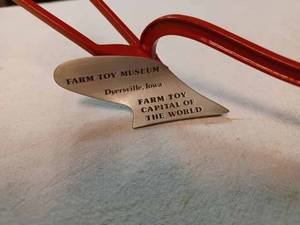 FARM TOY MUSEUM
Dyersville, Iowa
FARM TOY
CAPITAL OF
THE WORLD